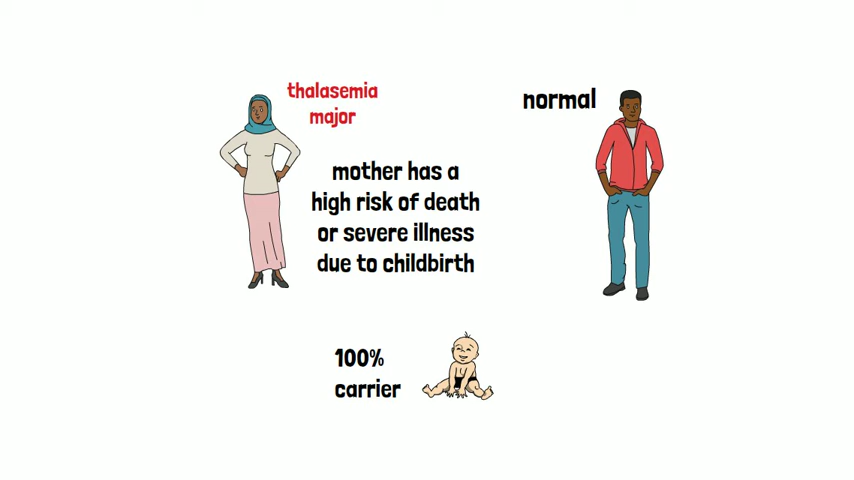 thalasemia
major
normal
mother has a
high risk of death
or severe illness
due to childbirth
100%
carrier